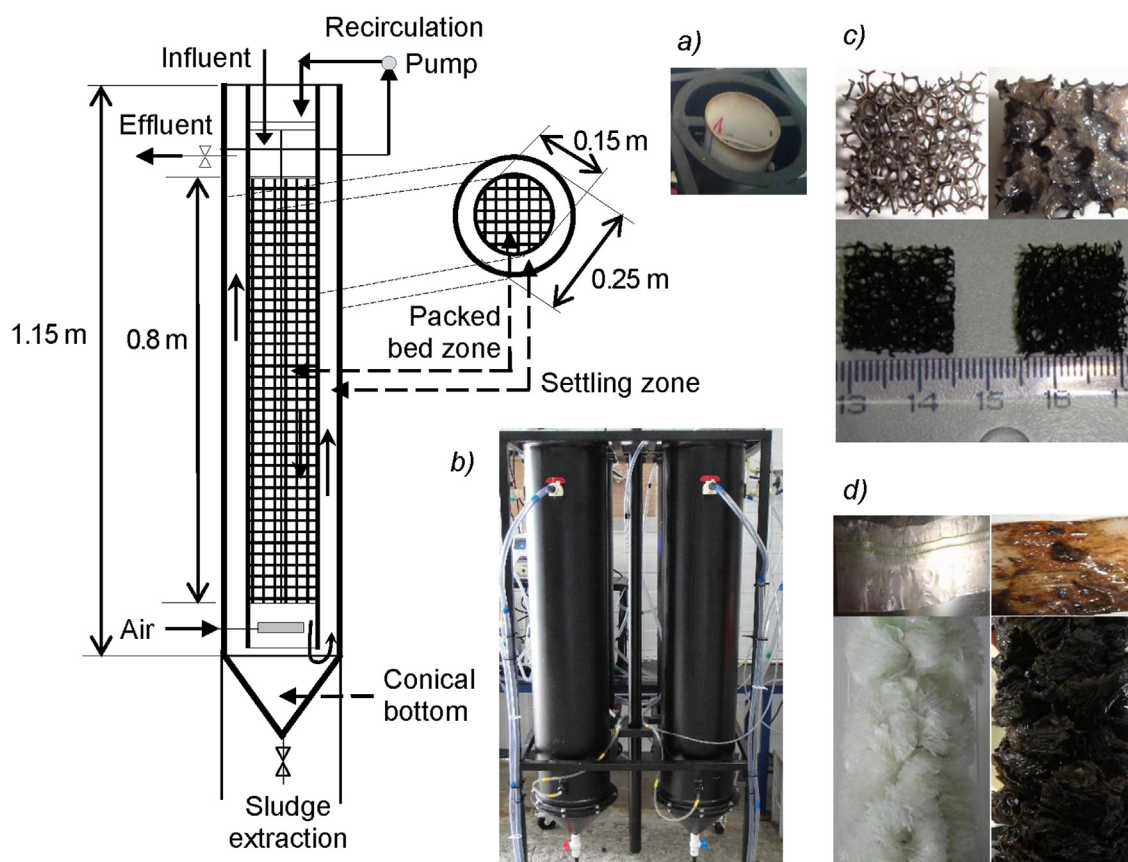 Recirculation
Influent
Pump
Effluent
0.15 m
0.25 m
1.15 m
0.8 m
Packed
bed zone
Settling zone
Air
Conical
bottom
Sludge
extraction
a)
b)
c)
13 14 15 16 1
d)